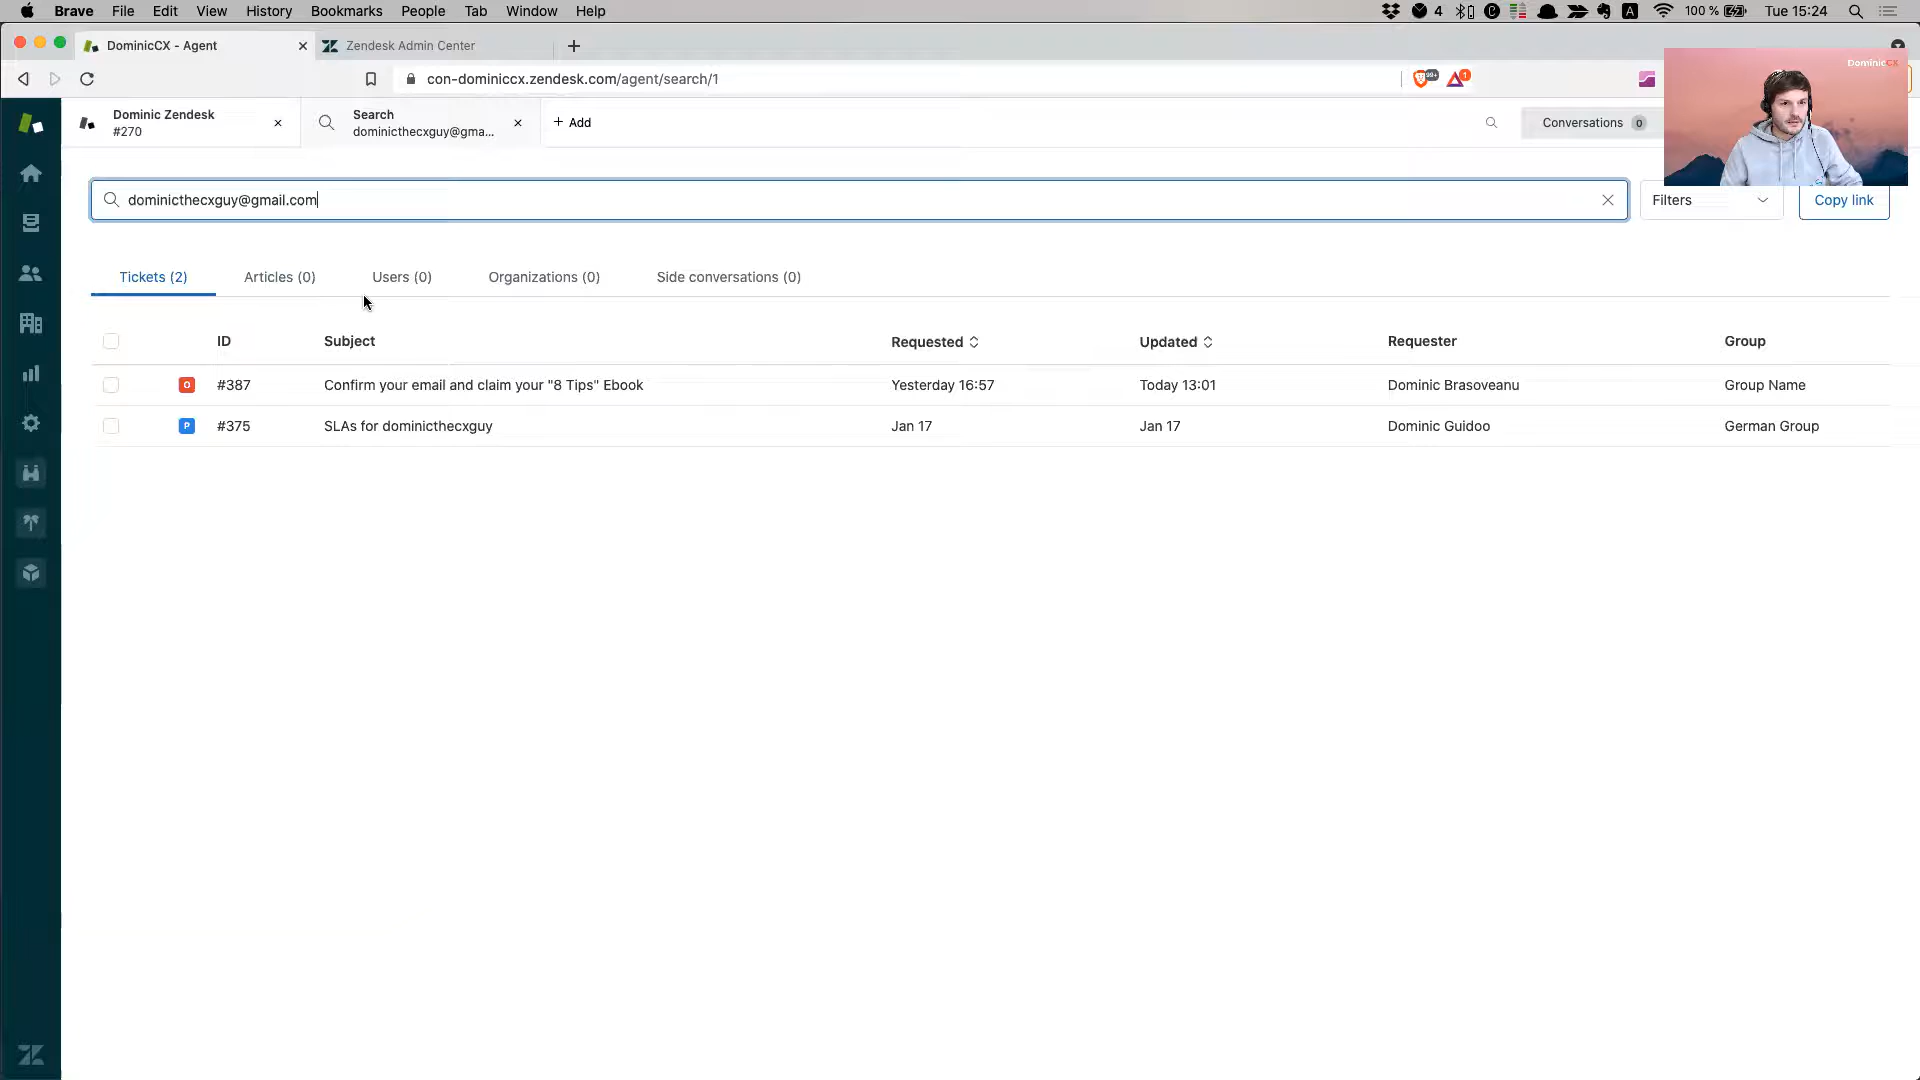 Brave File Edit View History Bookmarks People Tab Window Help 4 100 % Tue 15:24
DominicCX - Agent
Zendesk Admin Center
con-dominiccx.zendesk.com/agent/search/1
99+
1
DominicCX
Dominic Zendesk
#270
Search
dominicthecxguy@gma...
+ Add
Conversations 0
dominicthecxguy@gmail.com
Filters
Copy link
Tickets (2) Articles (0) Users (0) Organizations (0) Side conversations (0)
ID Subject Requested Updated Requester Group
O #387 Confirm your email and claim your "8 Tips" Ebook Yesterday 16:57 Today 13:01 Dominic Brasoveanu Group Name
P #375 SLAs for dominicthecxguy Jan 17 Jan 17 Dominic Guidoo German Group